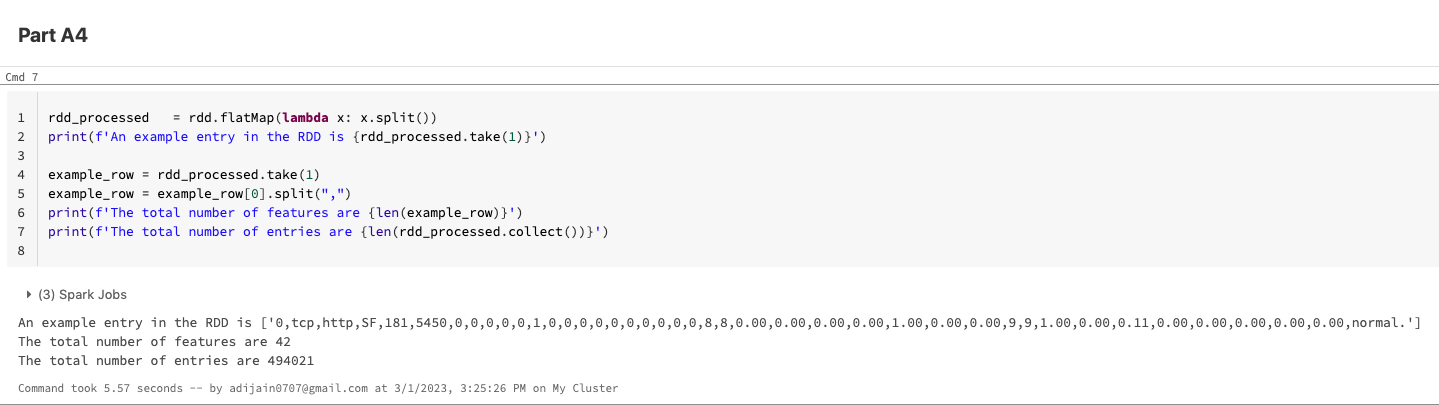 Part A4
Cmd 7
1 rdd_processed   = rdd.flatMap(lambda x: x.split())
2 print(f'An example entry in the RDD is {rdd_processed.take(1)}')
3
4 example_row = rdd_processed.take(1)
5 example_row = example_row[0].split(",")
6 print(f'The total number of features are {len(example_row)}')
7 print(f'The total number of entries are {len(rdd_processed.collect())}')
8
(3) Spark Jobs
An example entry in the RDD is ['0,tcp,http,SF,181,5450,0,0,0,0,0,1,0,0,0,0,0,0,0,0,0,0,8,8,0.00,0.00,0.00,0.00,1.00,0.00,0.00,9,9,1.00,0.00,0.11,0.00,0.00,0.00,0.00,0.00,normal.']
The total number of features are 42
The total number of entries are 494021
Command took 5.57 seconds -- by adijain0707@gmail.com at 3/1/2023, 3:25:26 PM on My Cluster